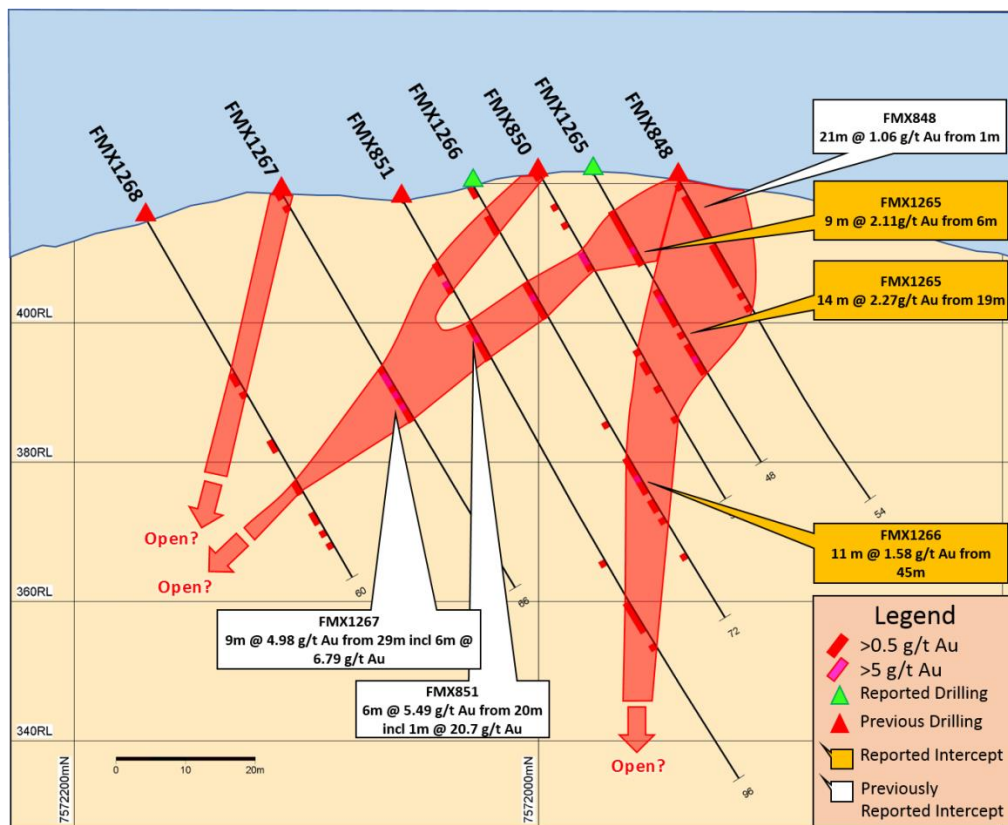 FMX1268
FMX1267
FMX851
FMX1266
FMX850
FMX1265
FMX848
FMX848
21m @ 1.06 g/t Au from 1m
FMX1265
9 m @ 2.11g/t Au from 6m
FMX1265
14 m @ 2.27g/t Au from 19m
400RL
380RL
360RL
340RL
48
54
60
66
72
96
Open?
Open?
Open?
FMX1266
11 m @ 1.58 g/t Au from
45m
FMX1267
9m @ 4.98 g/t Au from 29m incl 6m @
6.79 g/t Au
FMX851
6m @ 5.49 g/t Au from 20m
incl 1m @ 20.7 g/t Au
0 10 20m
7572200mN
7572000mN
Legend
>0.5 g/t Au
>5 g/t Au
Reported Drilling
Previous Drilling
Reported Intercept
Previously
Reported Intercept